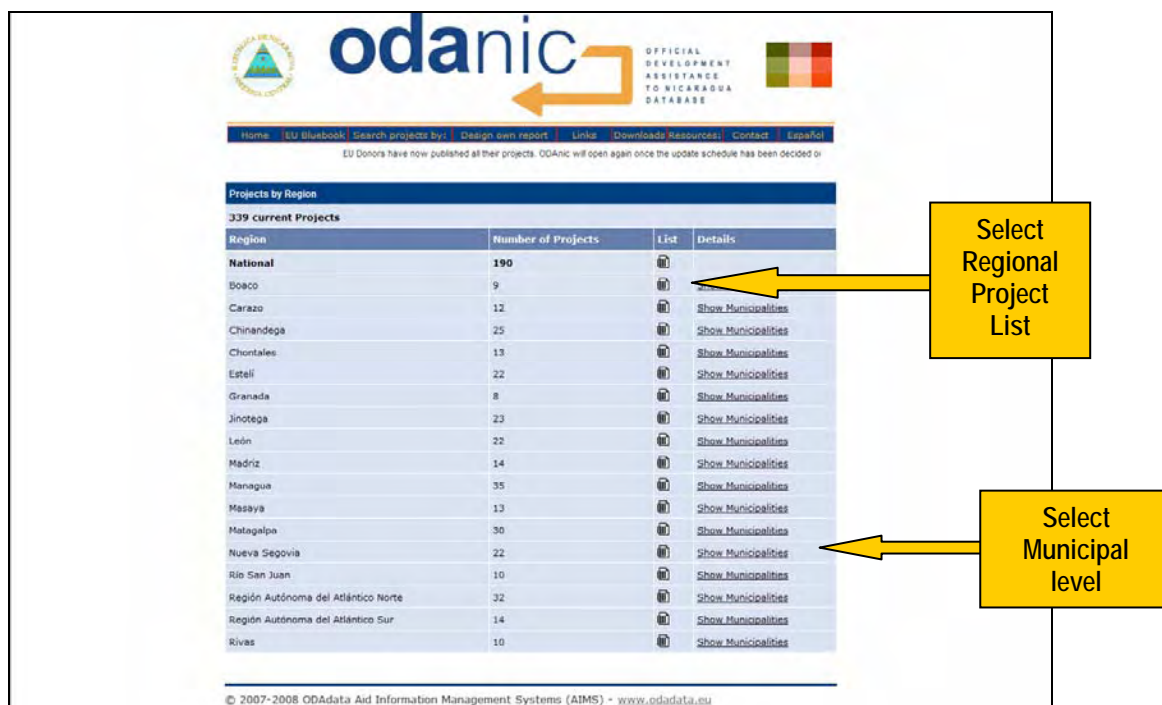 odanic
OFFICIAL
DEVELOPMENT
ASSISTANCE
TO NICARAGUA
DATABASE
Home EU Bluebook Search projects by: Design own report Links Downloads Resources: Contact Español
EU Donors have now published all their projects. ODAnic will open again once the update schedule has been decided
Projects by Region
339 current Projects
Region Number of Projects List Details
National 190
Boaco 9
Carazo 12 Show Municipalities
Chinandega 25 Show Municipalities
Chontales 13 Show Municipalities
Estelí 22 Show Municipalities
Granada 8 Show Municipalities
Jinotega 23 Show Municipalities
León 22 Show Municipalities
Madriz 14 Show Municipalities
Managua 35 Show Municipalities
Masaya 13 Show Municipalities
Matagalpa 30 Show Municipalities
Nueva Segovia 22 Show Municipalities
Río San Juan 10 Show Municipalities
Región Autónoma del Atlántico Norte 32 Show Municipalities
Región Autónoma del Atlántico Sur 14 Show Municipalities
Rivas 10 Show Municipalities
© 2007-2008 ODAdata Aid Information Management Systems (AIMS) - www.odadata.eu
Select
Regional
Project
List
Select
Municipal
level